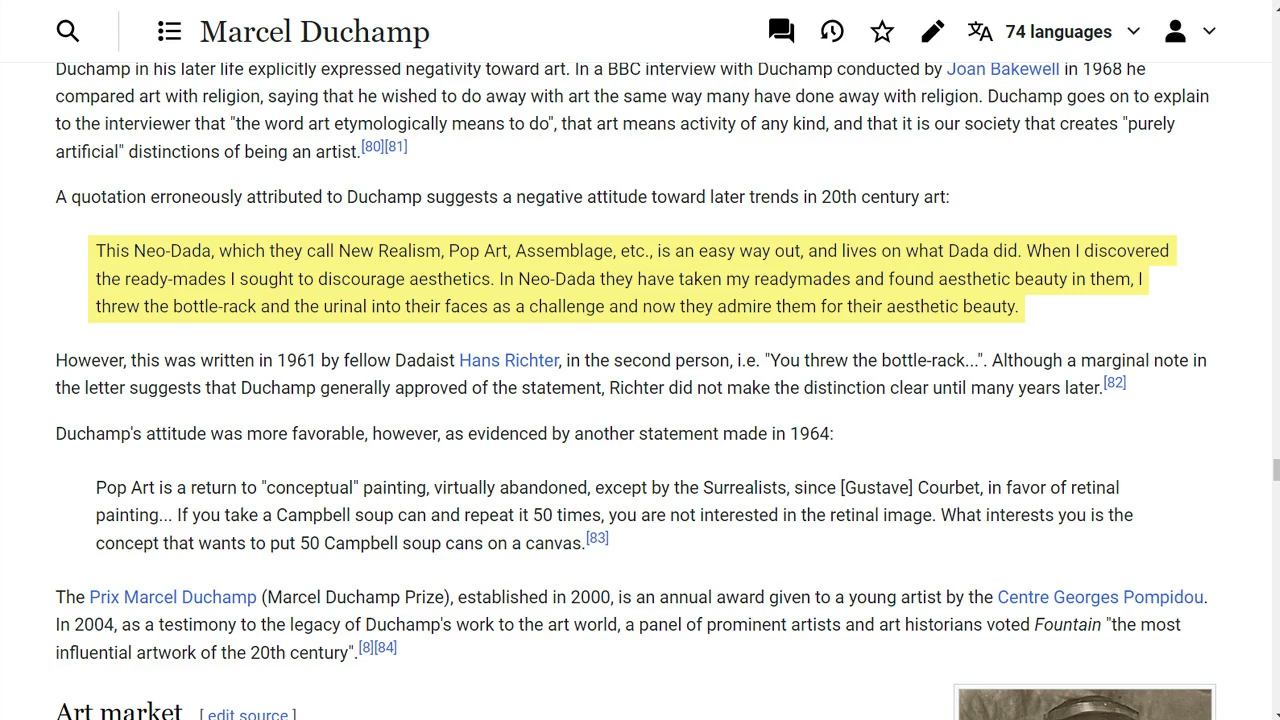 Marcel Duchamp
74 languages
Duchamp in his later life explicitly expressed negativity toward art. In a BBC interview with Duchamp conducted by Joan Bakewell in 1968 he
compared art with religion, saying that he wished to do away with art the same way many have done away with religion. Duchamp goes on to explain
to the interviewer that "the word art etymologically means to do", that art means activity of any kind, and that it is our society that creates "purely
artificial" distinctions of being an artist.[80][81]
A quotation erroneously attributed to Duchamp suggests a negative attitude toward later trends in 20th century art:
This Neo-Dada, which they call New Realism, Pop Art, Assemblage, etc., is an easy way out, and lives on what Dada did. When I discovered
the ready-mades I sought to discourage aesthetics. In Neo-Dada they have taken my readymades and found aesthetic beauty in them, I
threw the bottle-rack and the urinal into their faces as a challenge and now they admire them for their aesthetic beauty.
However, this was written in 1961 by fellow Dadaist Hans Richter, in the second person, i.e. "You threw the bottle-rack...". Although a marginal note in
the letter suggests that Duchamp generally approved of the statement, Richter did not make the distinction clear until many years later.[82]
Duchamp's attitude was more favorable, however, as evidenced by another statement made in 1964:
Pop Art is a return to "conceptual" painting, virtually abandoned, except by the Surrealists, since [Gustave] Courbet, in favor of retinal
painting... If you take a Campbell soup can and repeat it 50 times, you are not interested in the retinal image. What interests you is the
concept that wants to put 50 Campbell soup cans on a canvas.[83]
The Prix Marcel Duchamp (Marcel Duchamp Prize), established in 2000, is an annual award given to a young artist by the Centre Georges Pompidou.
In 2004, as a testimony to the legacy of Duchamp's work to the art world, a panel of prominent artists and art historians voted Fountain "the most
influential artwork of the 20th century".[8][84]
Art market [ edit source ]